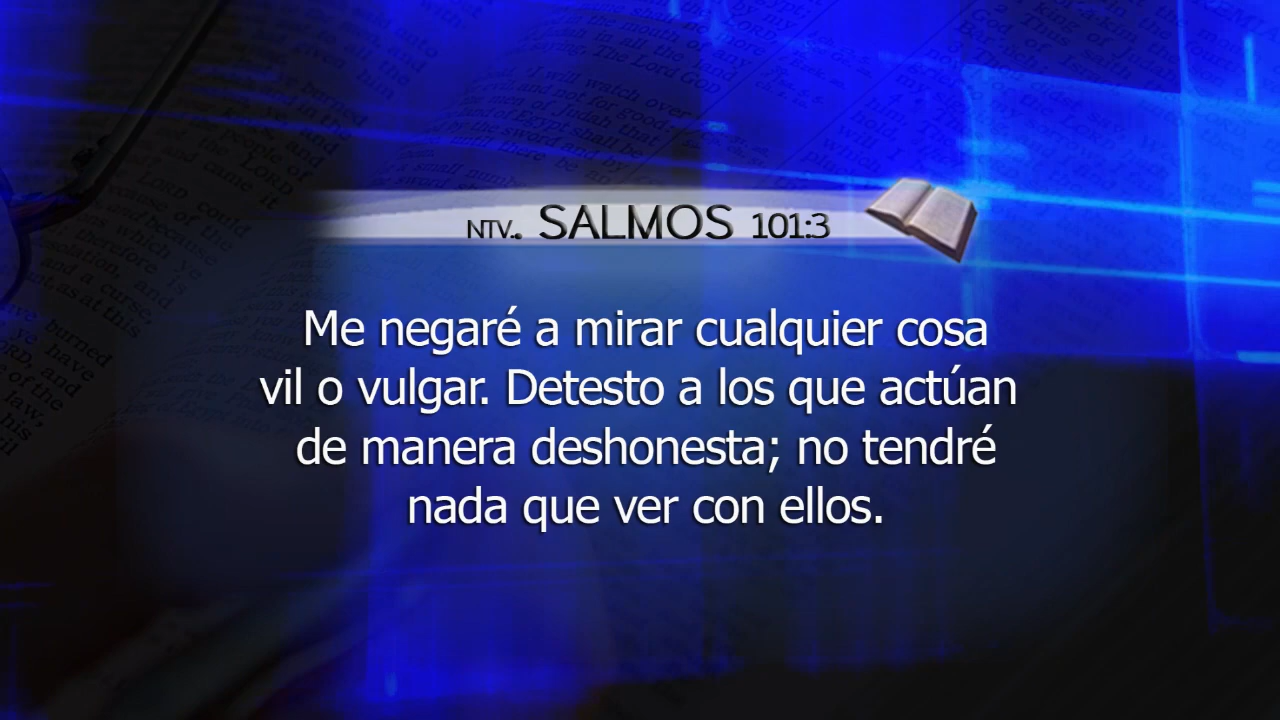 NTV.. SALMOS 101:3
Me negaré a mirar cualquier cosa
vil o vulgar. Detesto a los que actúan
de manera deshonesta; no tendré
nada que ver con ellos.